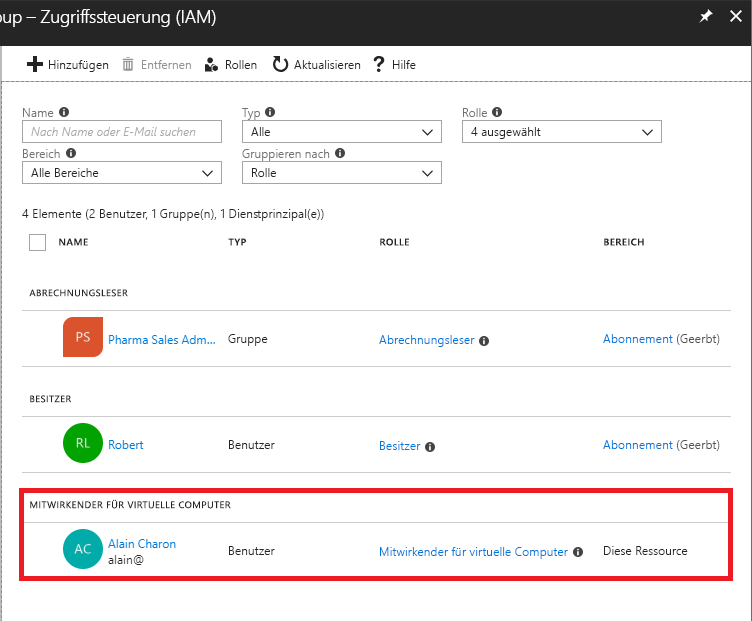 oup – Zugriffssteuerung (IAM)
Hinzufügen Entfernen Rollen Aktualisieren Hilfe
Name Typ Rolle
Nach Name oder E-Mail suchen Alle 4 ausgewählt
Bereich Gruppieren nach
Alle Bereiche Rolle
4 Elemente (2 Benutzer, 1 Gruppe(n), 1 Dienstprinzipal(e))
NAME TYP ROLLE BEREICH
ABRECHNUNGSLESER
PS Pharma Sales Adm... Gruppe Abrechnungsleser Abonnement (Geerbt)
BESITZER
RL Robert Benutzer Besitzer Abonnement (Geerbt)
MITWIRKENDER FÜR VIRTUELLE COMPUTER
AC Alain Charon Benutzer Mitwirkender für virtuelle Computer Diese Ressource
alain@